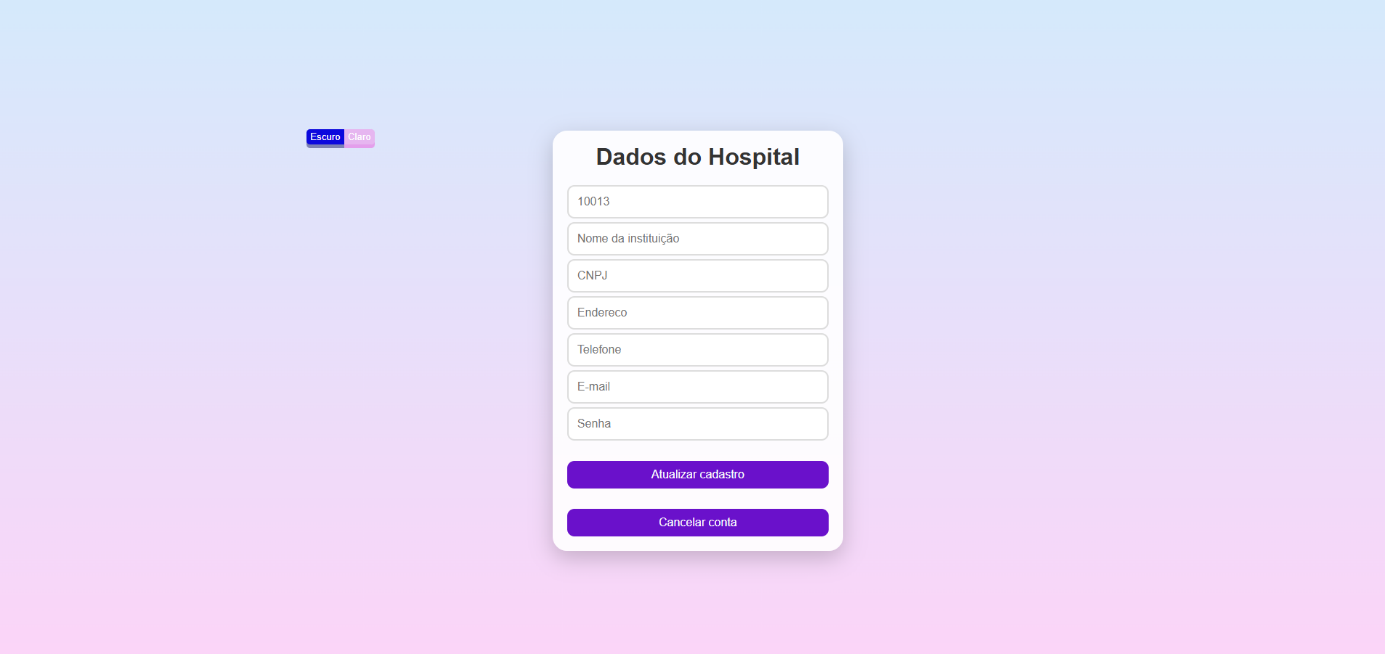 Escuro Claro
Dados do Hospital
10013
Nome da instituição
CNPJ
Endereco
Telefone
E-mail
Senha
Atualizar cadastro
Cancelar conta